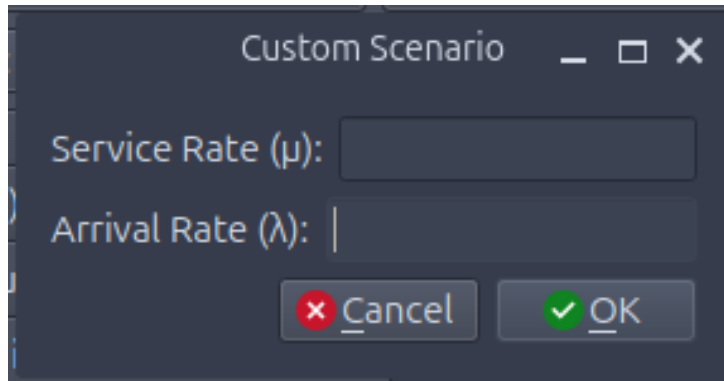 Custom Scenario
Service Rate (μ):
Arrival Rate (λ):
Cancel
OK